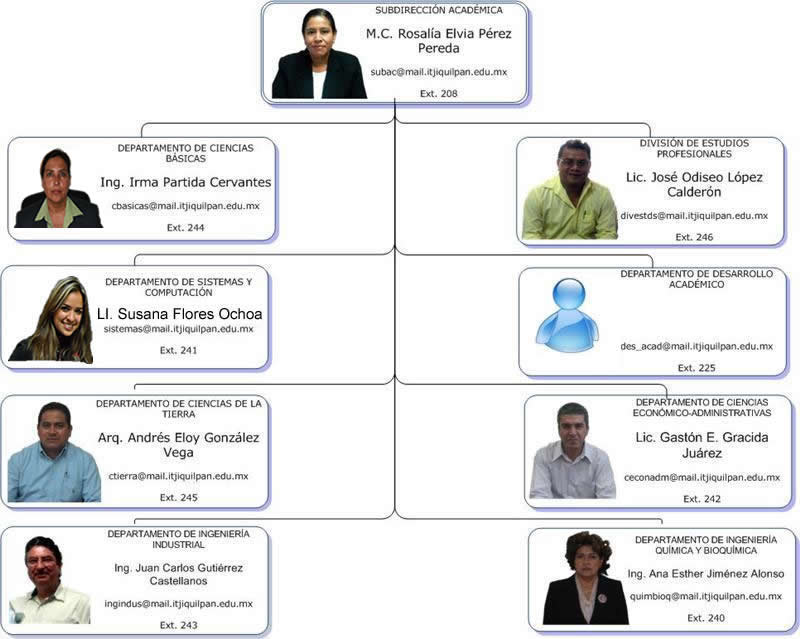 SUBDIRECCIÓN ACADÉMICA
M.C. Rosalía Elvia Pérez
Pereda
subac@mail.itjiquilpan.edu.mx
Ext. 208
DEPARTAMENTO DE CIENCIAS
BÁSICAS
Ing. Irma Partida Cervantes
cbasicas@mail.itjiquilpan.edu.mx
Ext. 244
DIVISIÓN DE ESTUDIOS
PROFESIONALES
Lic. José Odiseo López
Calderón
divestds@mail.itjiquilpan.edu.mx
Ext. 246
DEPARTAMENTO DE SISTEMAS Y
COMPUTACIÓN
LI. Susana Flores Ochoa
sistemas@mail.itjiquilpan.edu.mx
Ext. 241
DEPARTAMENTO DE DESARROLLO
ACADÉMICO
des_acad@mail.itjiquilpan.edu.mx
Ext. 225
DEPARTAMENTO DE CIENCIAS DE LA
TIERRA
Arq. Andrés Eloy González
Vega
ctierra@mail.itjiquilpan.edu.mx
Ext. 245
DEPARTAMENTO DE CIENCIAS
ECONÓMICO-ADMINISTRATIVAS
Lic. Gastón E. Gracida
Juárez
ceconadm@mail.itjiquilpan.edu.mx
Ext. 242
DEPARTAMENTO DE INGENIERÍA
INDUSTRIAL
Ing. Juan Carlos Gutiérrez
Castellanos
ingindus@mail.itjiquilpan.edu.mx
Ext. 243
DEPARTAMENTO DE INGENIERÍA
QUÍMICA Y BIOQUÍMICA
Ing. Ana Esther Jiménez Alonso
quimbioq@mail.itjiquilpan.edu.mx
Ext. 240